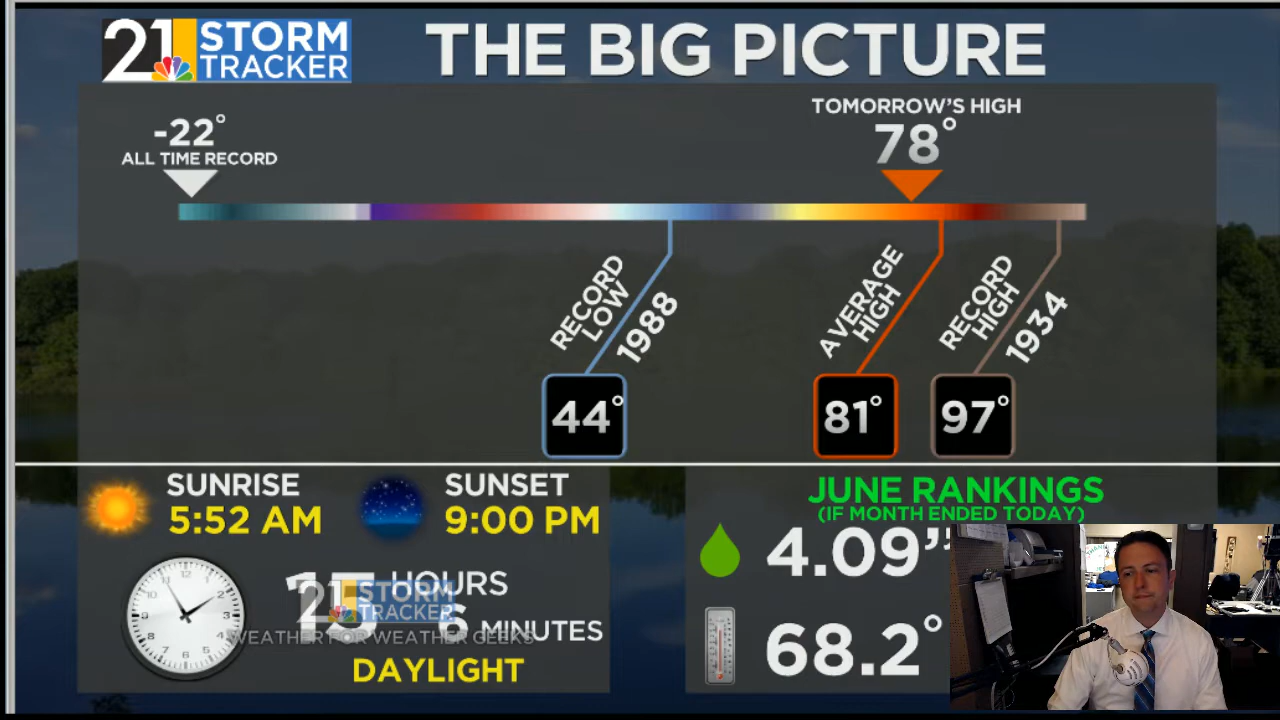 21 STORM
TRACKER
THE BIG PICTURE
-22°
ALL TIME RECORD
TOMORROW'S HIGH
78°
RECORD
LOW
1988
AVERAGE
HIGH
RECORD
HIGH
1934
44°
81°
97°
SUNRISE
5:52 AM
SUNSET
9:00 PM
15 HOURS
8 MINUTES
DAYLIGHT
21 STORM
TRACKER
WEATHER FOR WEATHER GEEKS
JUNE RANKINGS
(IF MONTH ENDED TODAY)
4.09”
68.2°